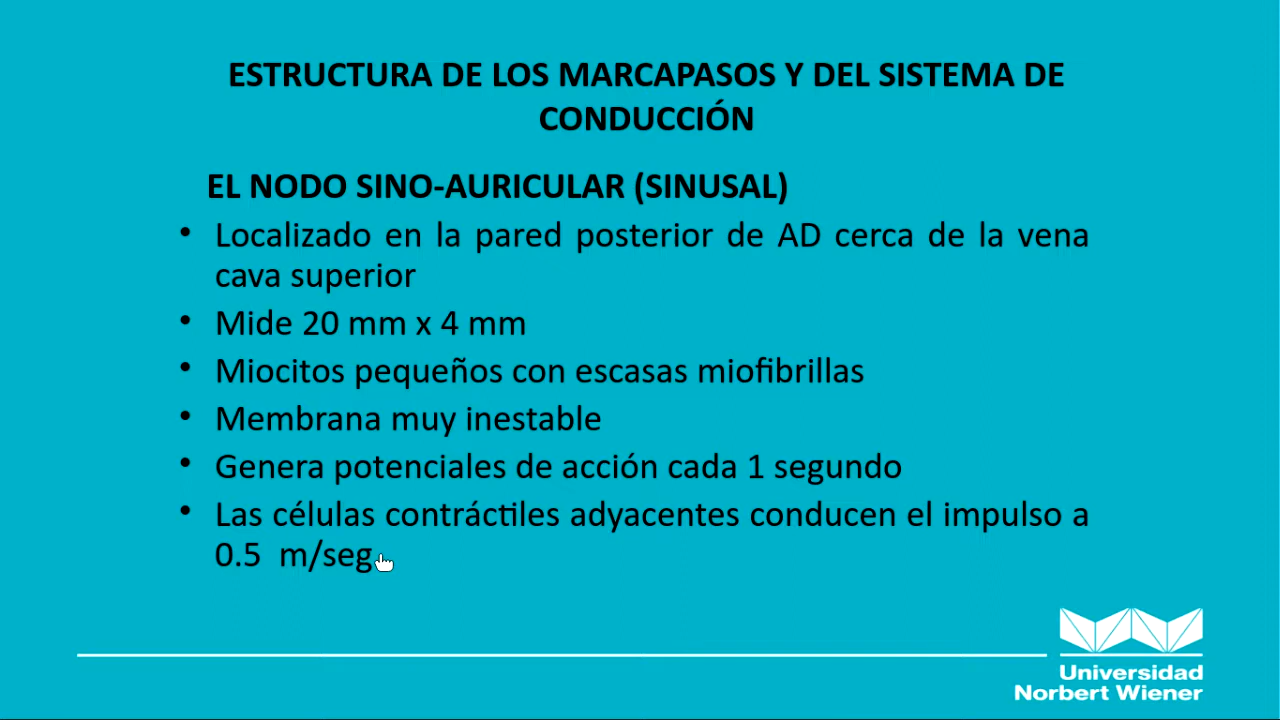 ESTRUCTURA DE LOS MARCAPASOS Y DEL SISTEMA DE
CONDUCCIÓN
EL NODO SINO-AURICULAR (SINUSAL)
• Localizado en la pared posterior de AD cerca de la vena
cava superior
• Mide 20 mm x 4 mm
• Miocitos pequeños con escasas miofibrillas
• Membrana muy inestable
• Genera potenciales de acción cada 1 segundo
• Las células contráctiles adyacentes conducen el impulso a
0.5 m/seg
Universidad
Norbert Wiener